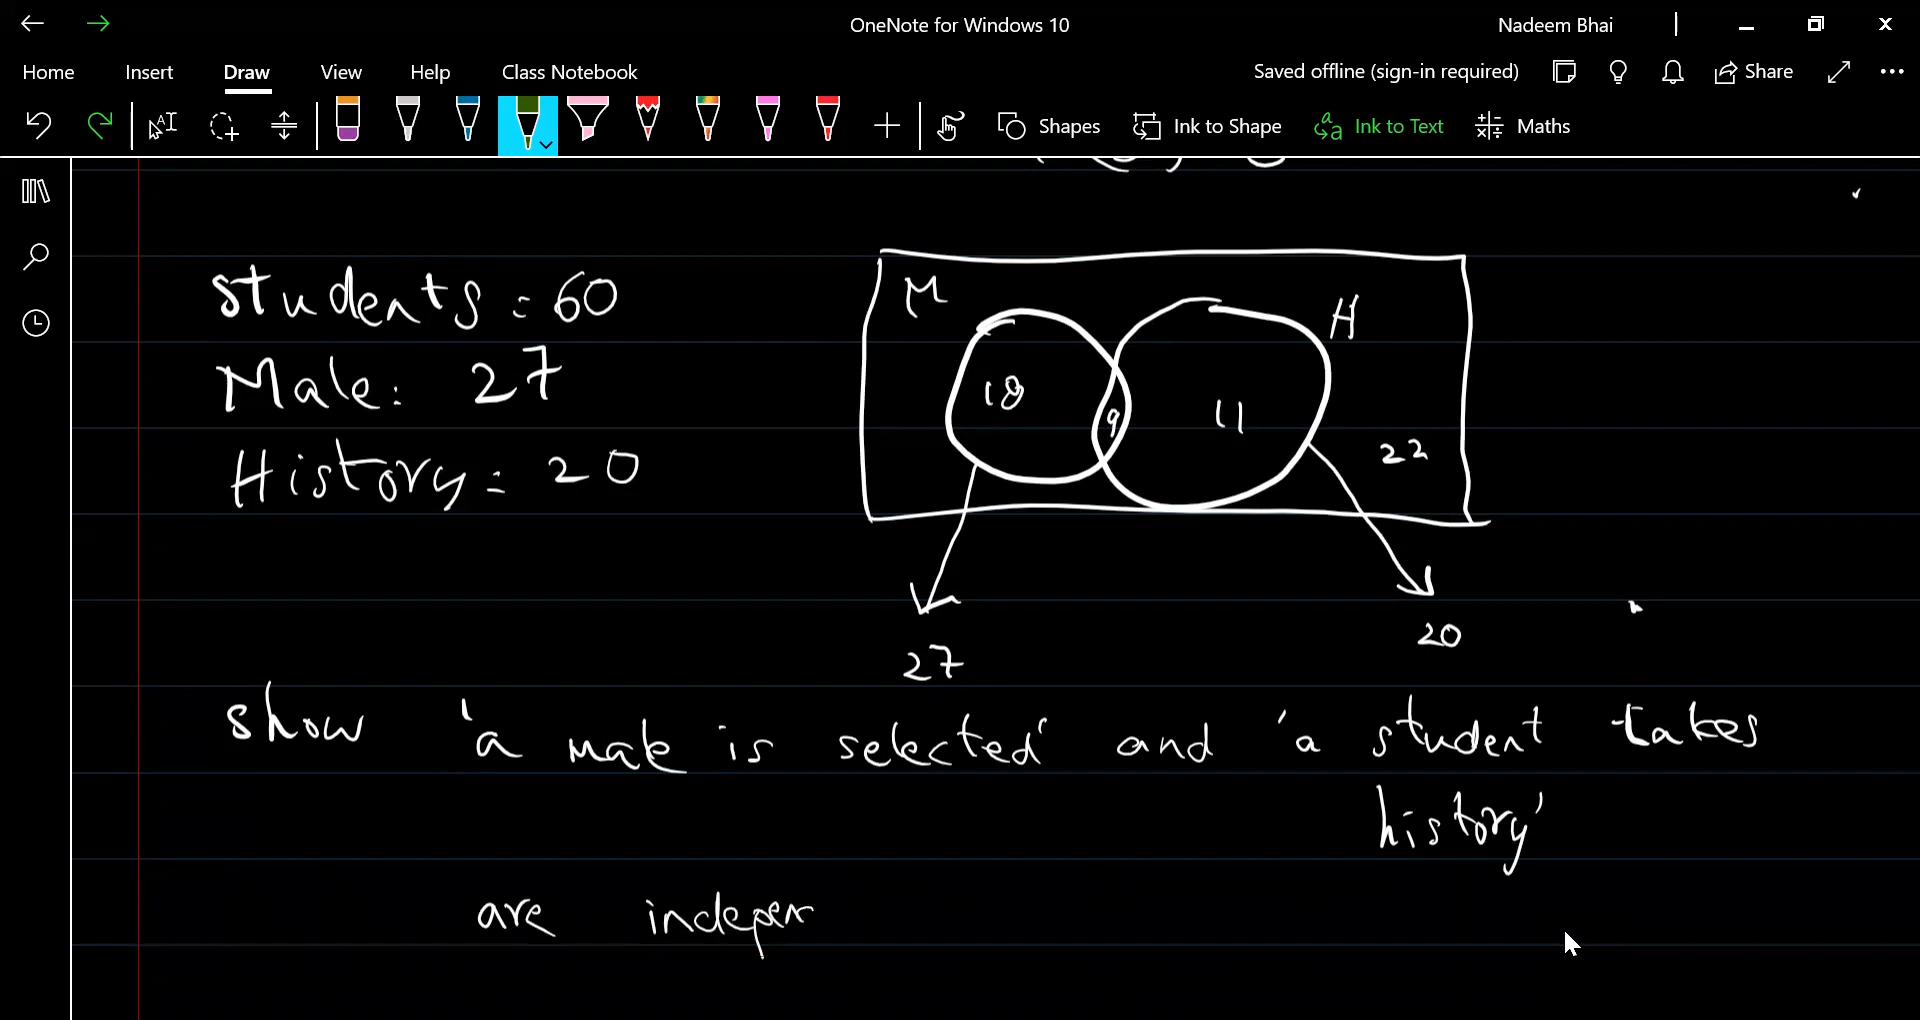 OneNote for Windows 10
Nadeem Bhai
Home Insert Draw View Help Class Notebook
Saved offline (sign-in required) Share
Shapes Ink to Shape Ink to Text Maths
students = 60
Male: 27
History = 20
M H
18 9 11 22
27 20
show 'a male is selected' and 'a student takes
history'
are indepen